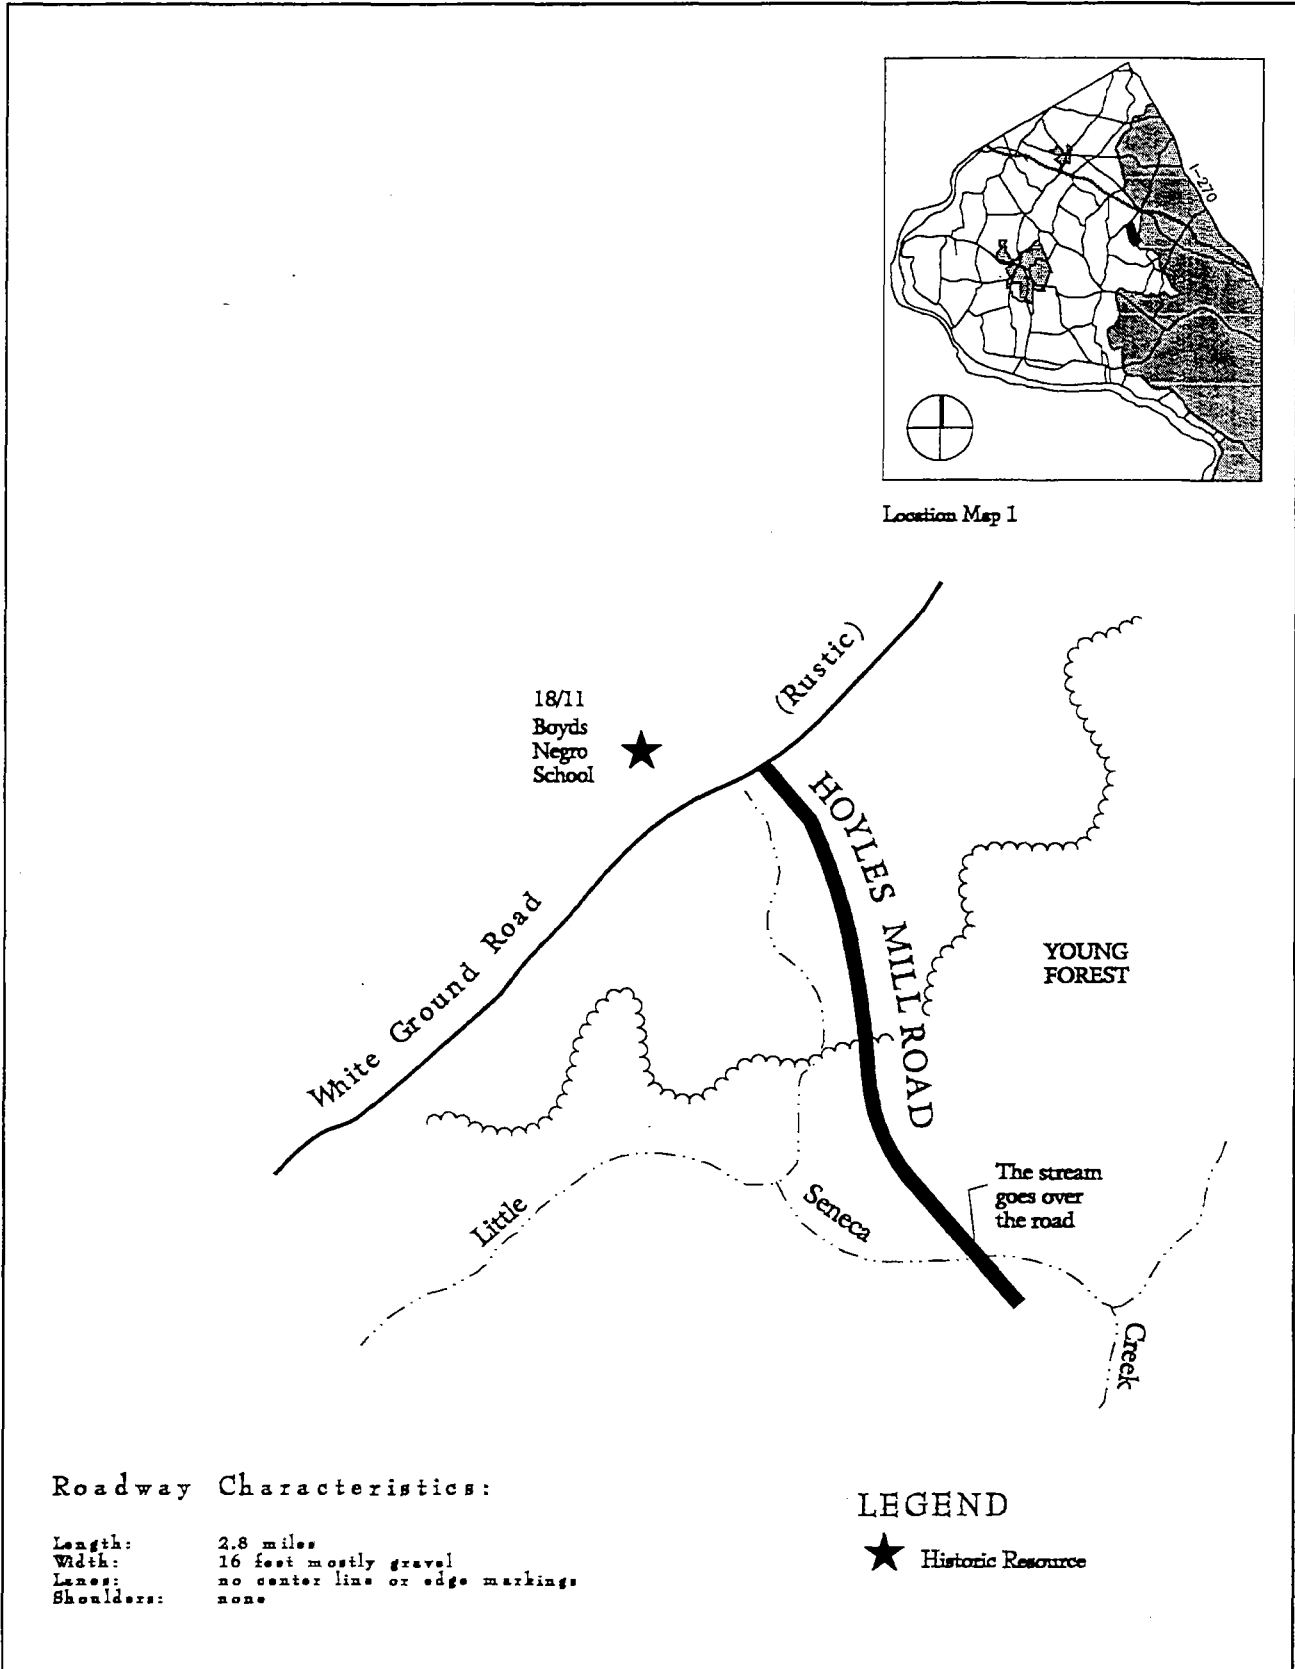 I-270
Location Map 1
(Rustic)
18/11
Boyds
Negro
School
HOYLES MILL ROAD
White Ground Road
YOUNG
FOREST
The stream
goes over
the road
Little
Seneca
Creek
Roadway Characteristics:
Length: 2.8 miles
Width: 16 feet mostly gravel
Lanes: no center line or edge markings
Shoulders: none
LEGEND
★ Historic Resource